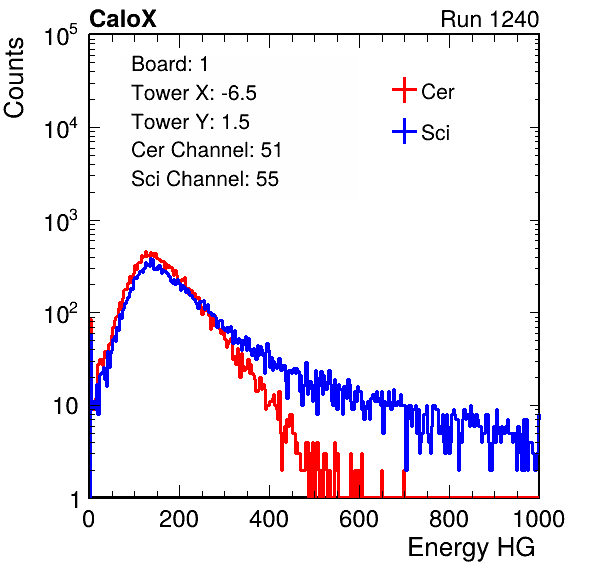 CaloX Run 1240
Board: 1
Tower X: -6.5
Tower Y: 1.5
Cer Channel: 51
Sci Channel: 55
Cer
Sci
Counts
10^5
10^4
10^3
10^2
10
1
0 200 400 600 800 1000
Energy HG